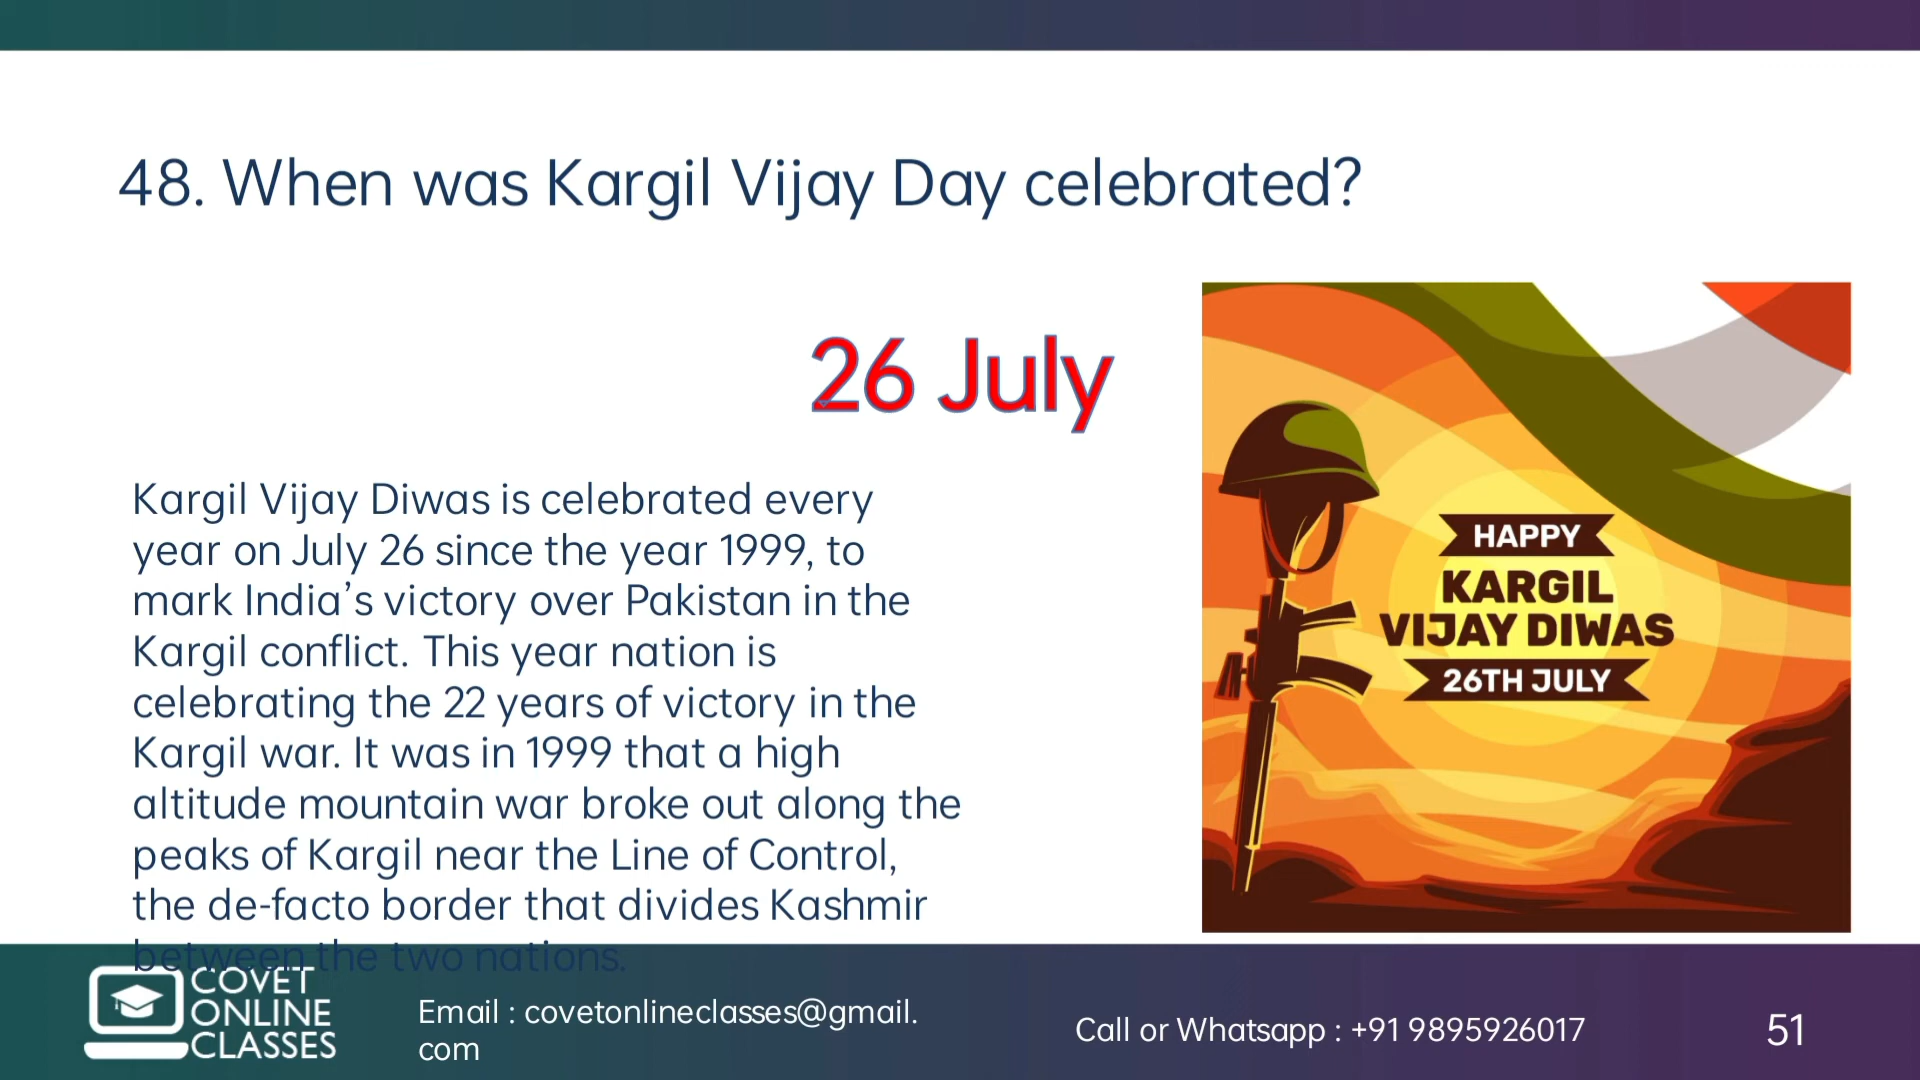 48. When was Kargil Vijay Day celebrated?
26 July
Kargil Vijay Diwas is celebrated every
year on July 26 since the year 1999, to
mark India’s victory over Pakistan in the
Kargil conflict. This year nation is
celebrating the 22 years of victory in the
Kargil war. It was in 1999 that a high
altitude mountain war broke out along the
peaks of Kargil near the Line of Control,
the de-facto border that divides Kashmir
between the two nations.
HAPPY
KARGIL
VIJAY DIWAS
26TH JULY
COVET
ONLINE
CLASSES
Email : covetonlineclasses@gmail.
com
Call or Whatsapp : +91 9895926017
51